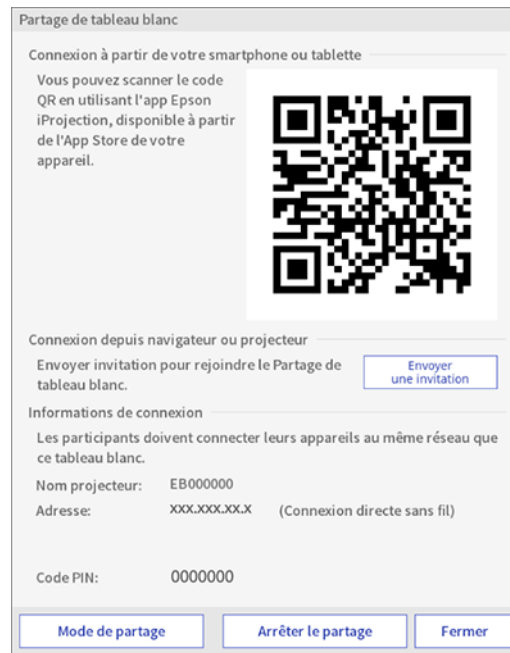 Partage de tableau blanc
Connexion à partir de votre smartphone ou tablette
Vous pouvez scanner le code
QR en utilisant l'app Epson
iProjection, disponible à partir
de l'App Store de votre
appareil.
Connexion depuis navigateur ou projecteur
Envoyer invitation pour rejoindre le Partage de
tableau blanc.
Envoyer
une invitation
Informations de connexion
Les participants doivent connecter leurs appareils au même réseau que
ce tableau blanc.
Nom projecteur: EB000000
Adresse: XXX.XXX.XX.X (Connexion directe sans fil)
Code PIN: 0000000
Mode de partage Arrêter le partage Fermer